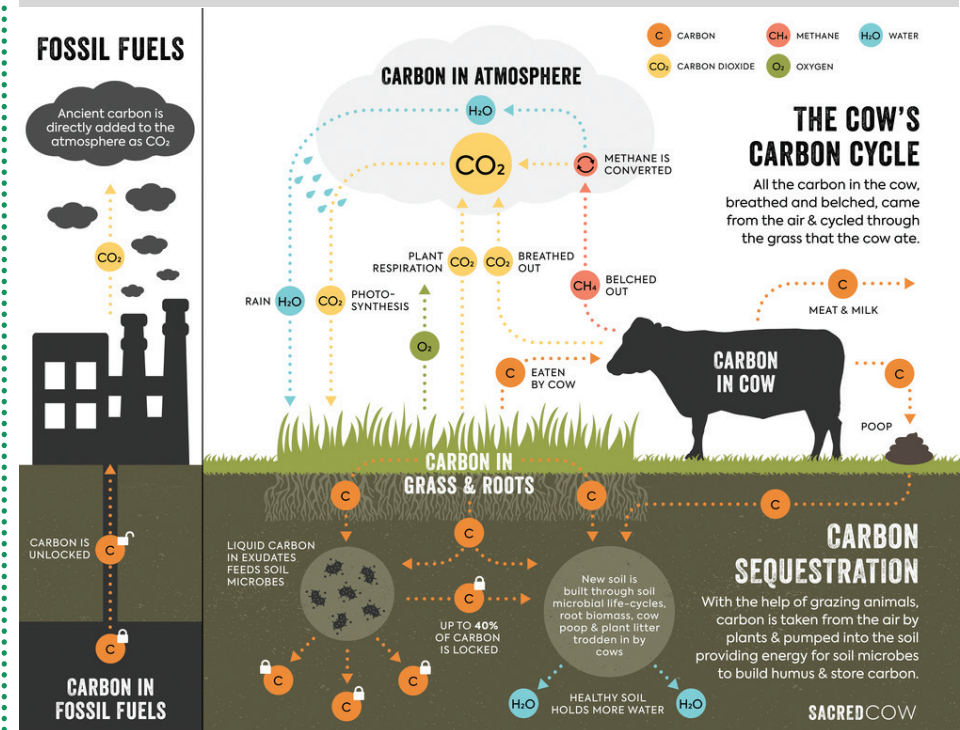 FOSSIL FUELS
Ancient carbon is
directly added to the
atmosphere as CO₂
CO₂
CARBON IS
UNLOCKED
C
C
CARBON IN
FOSSIL FUELS
C CARBON
CH₄ METHANE
H₂O WATER
CO₂ CARBON DIOXIDE
O₂ OXYGEN
THE COW'S
CARBON CYCLE
All the carbon in the cow,
breathed and belched, came
from the air & cycled through
the grass that the cow ate.
CARBON IN ATMOSPHERE
H₂O
CO₂
METHANE IS
CONVERTED
PLANT
RESPIRATION
CO₂
CO₂
BREATHED
OUT
CH₄
BELCHED
OUT
RAIN
H₂O
CO₂
PHOTO-
SYNTHESIS
O₂
C
EATEN
BY COW
C
MEAT & MILK
CARBON
IN COW
C
POOP
CARBON IN
GRASS & ROOTS
C
C
C
C
LIQUID CARBON
IN EXUDATES
FEEDS SOIL
MICROBES
C
UP TO 40%
OF CARBON
IS LOCKED
New soil is
built through soil
microbial life-cycles,
root biomass, cow
poop & plant litter
trodden in by
cows
C
C
C
H₂O
HEALTHY SOIL
HOLDS MORE WATER
H₂O
CARBON
SEQUESTRATION
With the help of grazing animals,
carbon is taken from the air by
plants & pumped into the soil
providing energy for soil microbes
to build humus & store carbon.
SACREDCOW